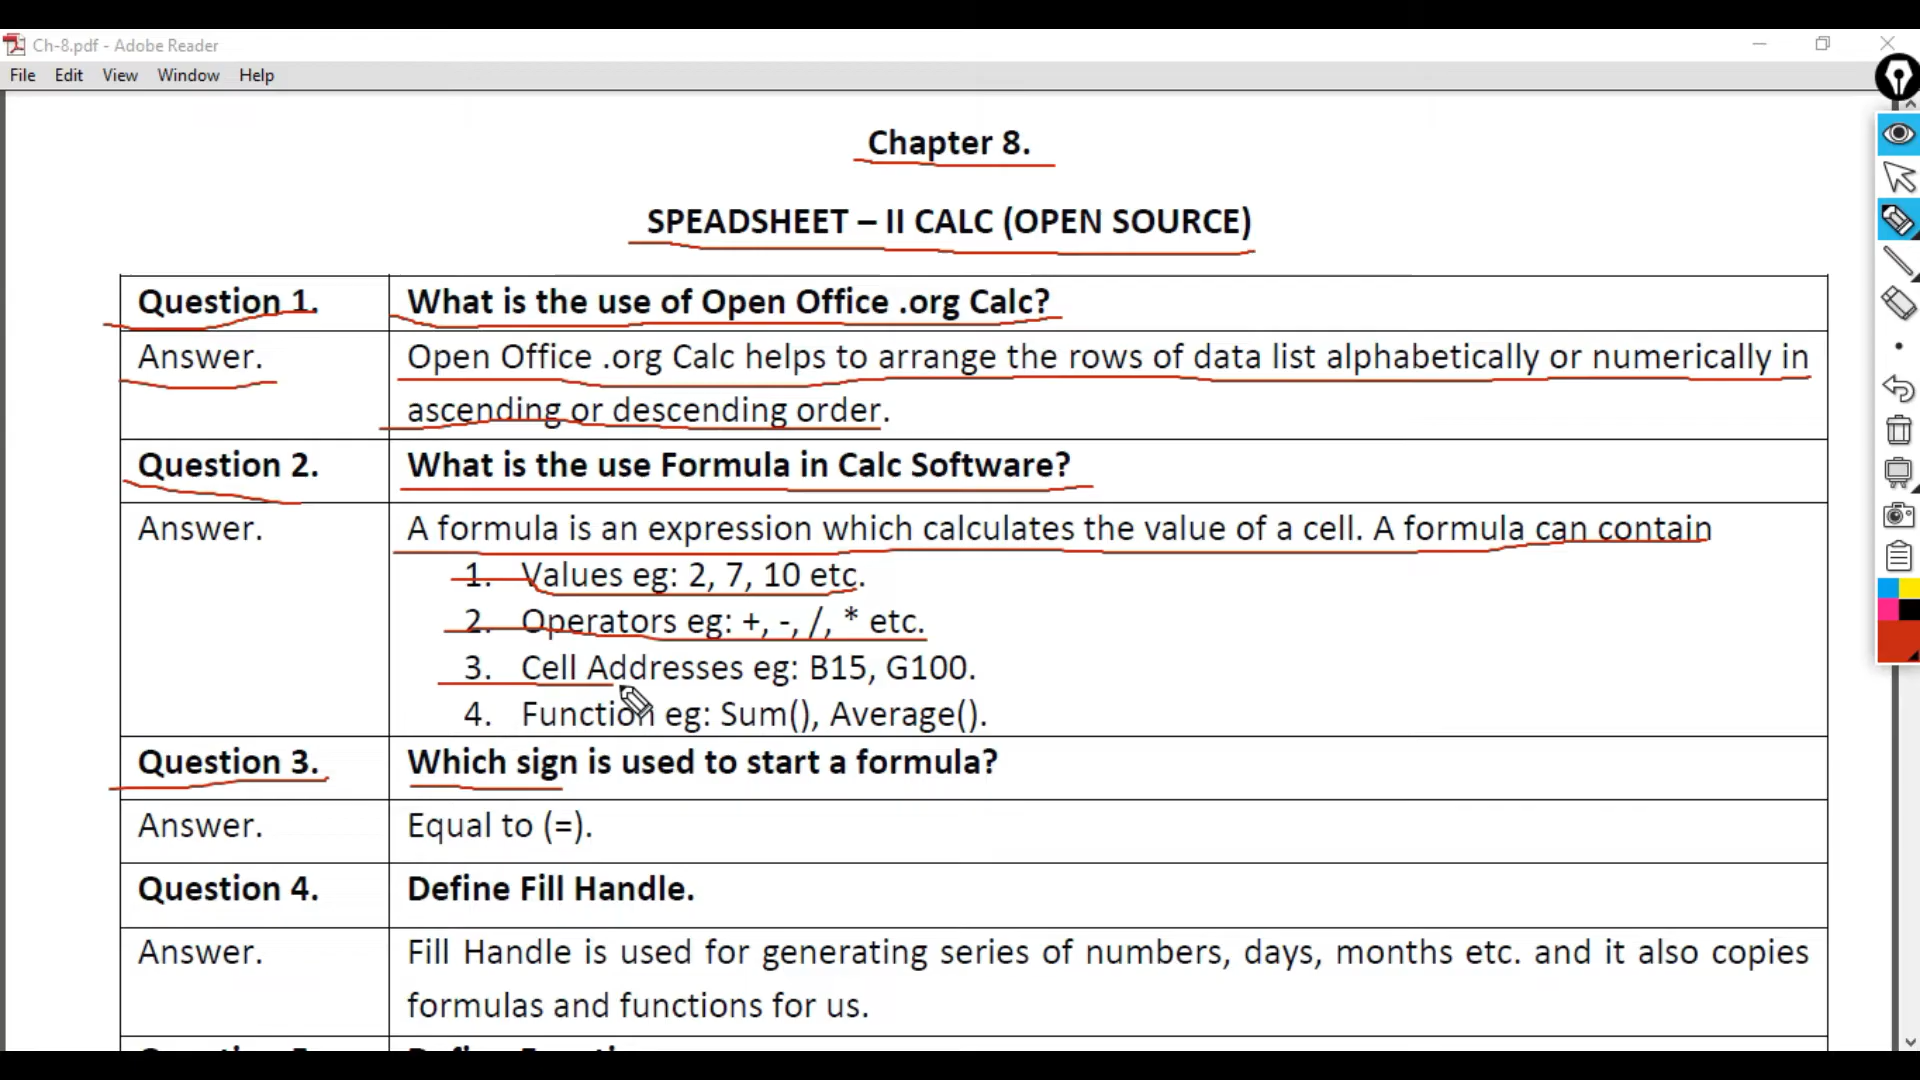 Ch-8.pdf - Adobe Reader
File Edit View Window Help
Chapter 8.
SPEADSHEET – II CALC (OPEN SOURCE)
Question 1. What is the use of Open Office .org Calc?
Answer. Open Office .org Calc helps to arrange the rows of data list alphabetically or numerically in
ascending or descending order.
Question 2. What is the use Formula in Calc Software?
Answer. A formula is an expression which calculates the value of a cell. A formula can contain
1. Values eg: 2, 7, 10 etc.
2. Operators eg: +, -, /, * etc.
3. Cell Addresses eg: B15, G100.
4. Function eg: Sum(), Average().
Question 3. Which sign is used to start a formula?
Answer. Equal to (=).
Question 4. Define Fill Handle.
Answer. Fill Handle is used for generating series of numbers, days, months etc. and it also copies
formulas and functions for us.